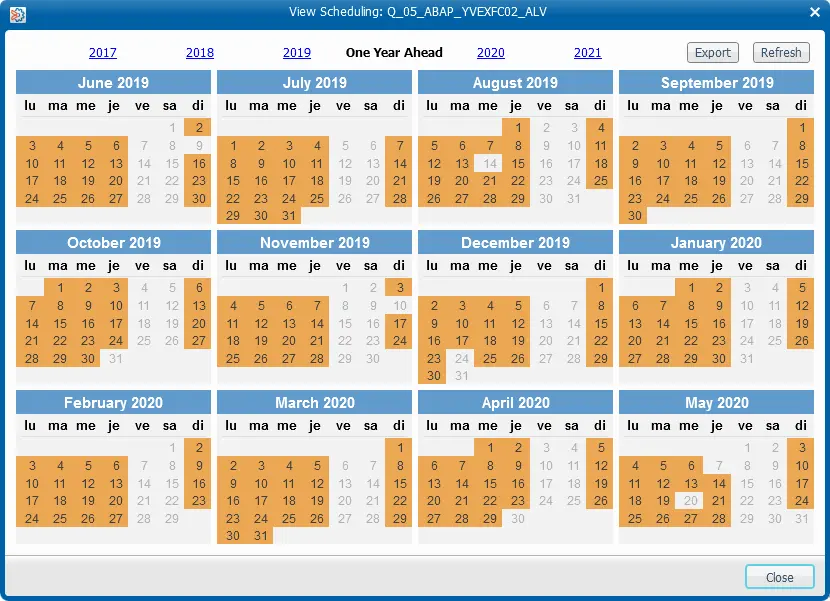 View Scheduling: Q_05_ABAP_YVEXFC02_ALV
2017 2018 2019 One Year Ahead 2020 2021 Export Refresh
June 2019 July 2019 August 2019 September 2019
lu ma me je ve sa di lu ma me je ve sa di lu ma me je ve sa di lu ma me je ve sa di
1 2 1 2 3 4 1
3 4 5 6 7 8 9 1 2 3 4 5 6 7 5 6 7 8 9 10 11 2 3 4 5 6 7 8
10 11 12 13 14 15 16 8 9 10 11 12 13 14 12 13 14 15 16 17 18 9 10 11 12 13 14 15
17 18 19 20 21 22 23 15 16 17 18 19 20 21 19 20 21 22 23 24 25 16 17 18 19 20 21 22
24 25 26 27 28 29 30 22 23 24 25 26 27 28 26 27 28 29 30 31 23 24 25 26 27 28 29
29 30 31 30
October 2019 November 2019 December 2019 January 2020
lu ma me je ve sa di lu ma me je ve sa di lu ma me je ve sa di lu ma me je ve sa di
1 2 3 4 5 6 1 2 3 1 1 2 3 4 5
7 8 9 10 11 12 13 4 5 6 7 8 9 10 2 3 4 5 6 7 8 6 7 8 9 10 11 12
14 15 16 17 18 19 20 11 12 13 14 15 16 17 9 10 11 12 13 14 15 13 14 15 16 17 18 19
21 22 23 24 25 26 27 18 19 20 21 22 23 24 16 17 18 19 20 21 22 20 21 22 23 24 25 26
28 29 30 31 25 26 27 28 29 30 23 24 25 26 27 28 29 27 28 29 30 31
30 31
February 2020 March 2020 April 2020 May 2020
lu ma me je ve sa di lu ma me je ve sa di lu ma me je ve sa di lu ma me je ve sa di
1 2 1 1 2 3 4 5 1 2 3
3 4 5 6 7 8 9 2 3 4 5 6 7 8 6 7 8 9 10 11 12 4 5 6 7 8 9 10
10 11 12 13 14 15 16 9 10 11 12 13 14 15 13 14 15 16 17 18 19 11 12 13 14 15 16 17
17 18 19 20 21 22 23 16 17 18 19 20 21 22 20 21 22 23 24 25 26 18 19 20 21 22 23 24
24 25 26 27 28 29 23 24 25 26 27 28 29 27 28 29 30 25 26 27 28 29 30 31
30 31
Close